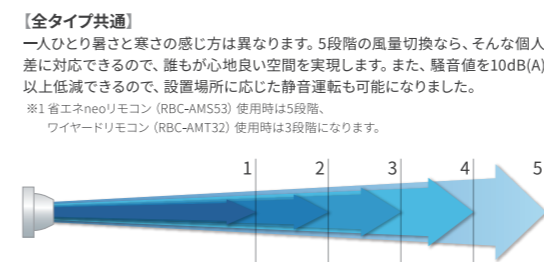 【全タイプ共通】
一人ひとり暑さと寒さの感じ方は異なります。5段階の風量切換なら、そんな個人
差に対応できるので、誰もが心地良い空間を実現します。また、騒音値を10dB(A)
以上低減できるので、設置場所に応じた静音運転も可能になりました。
※1 省エネneoリモコン（RBC-AMS53）使用時は5段階、
ワイヤードリモコン（RBC-AMT32）使用時は3段階になります。
1 2 3 4 5